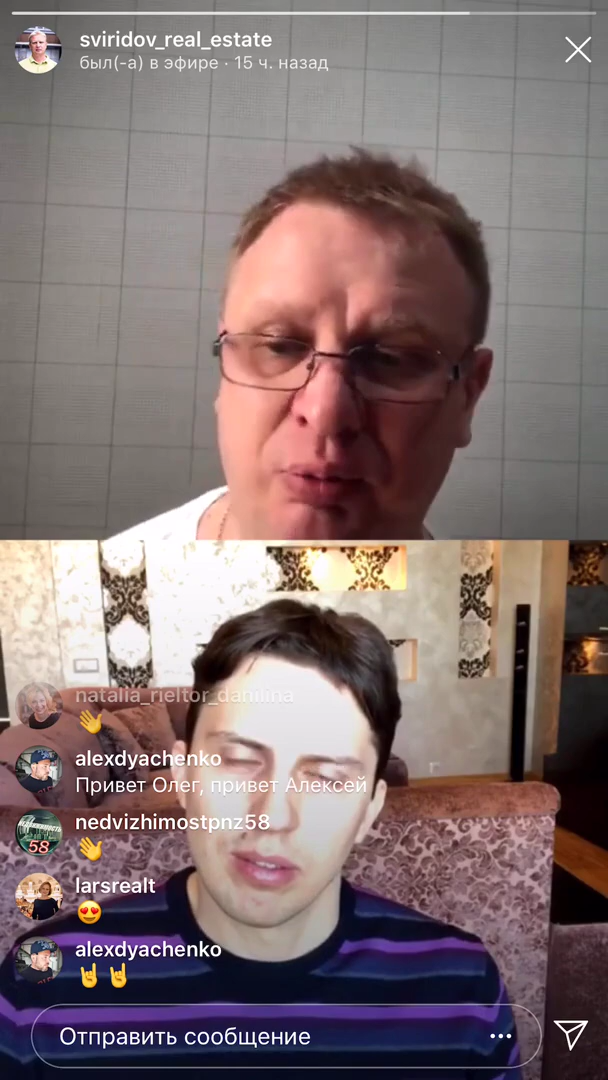 sviridov_real_estate
был(-а) в эфире · 15 ч. назад
natalia_rieltor_danilina
👋
alexdyachenko
Привет Олег, привет Алексей
nedvizhimostpnz58
👋
58
larsrealt
😍
alexdyachenko
🤘🤘
Отправить сообщение